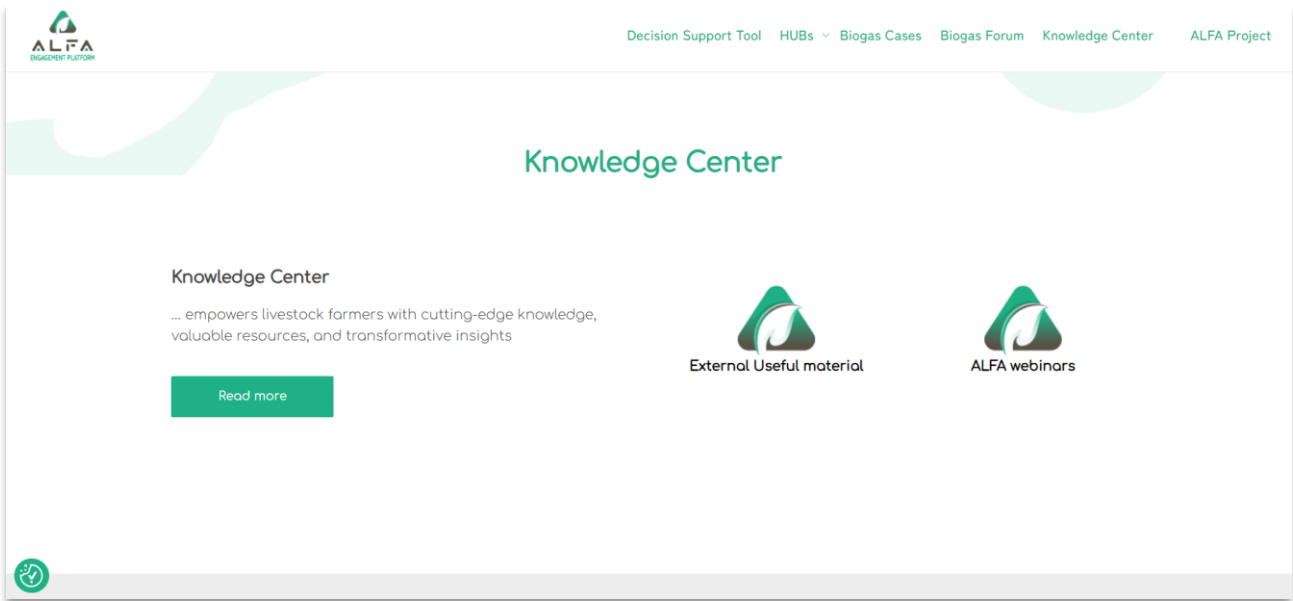 ALFA
ENGAGEMENT PLATFORM
Decision Support Tool HUBs Biogas Cases Biogas Forum Knowledge Center ALFA Project
Knowledge Center
Knowledge Center
... empowers livestock farmers with cutting-edge knowledge,
valuable resources, and transformative insights
Read more
External Useful material
ALFA webinars